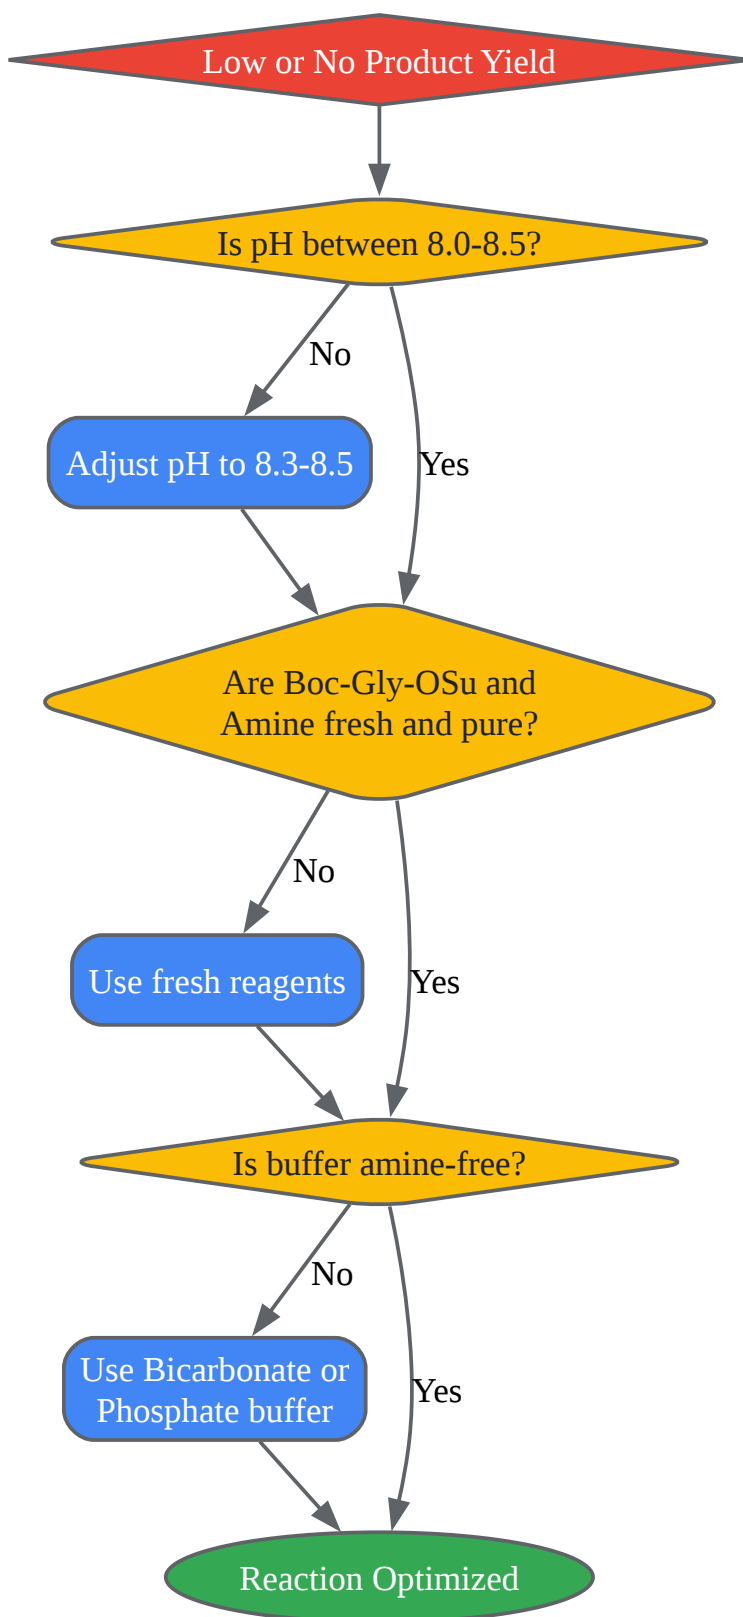 Low or No Product Yield
Is pH between 8.0-8.5?
No
Adjust pH to 8.3-8.5
Yes
Are Boc-Gly-OSu and
Amine fresh and pure?
No
Use fresh reagents
Yes
Is buffer amine-free?
No
Use Bicarbonate or
Phosphate buffer
Yes
Reaction Optimized